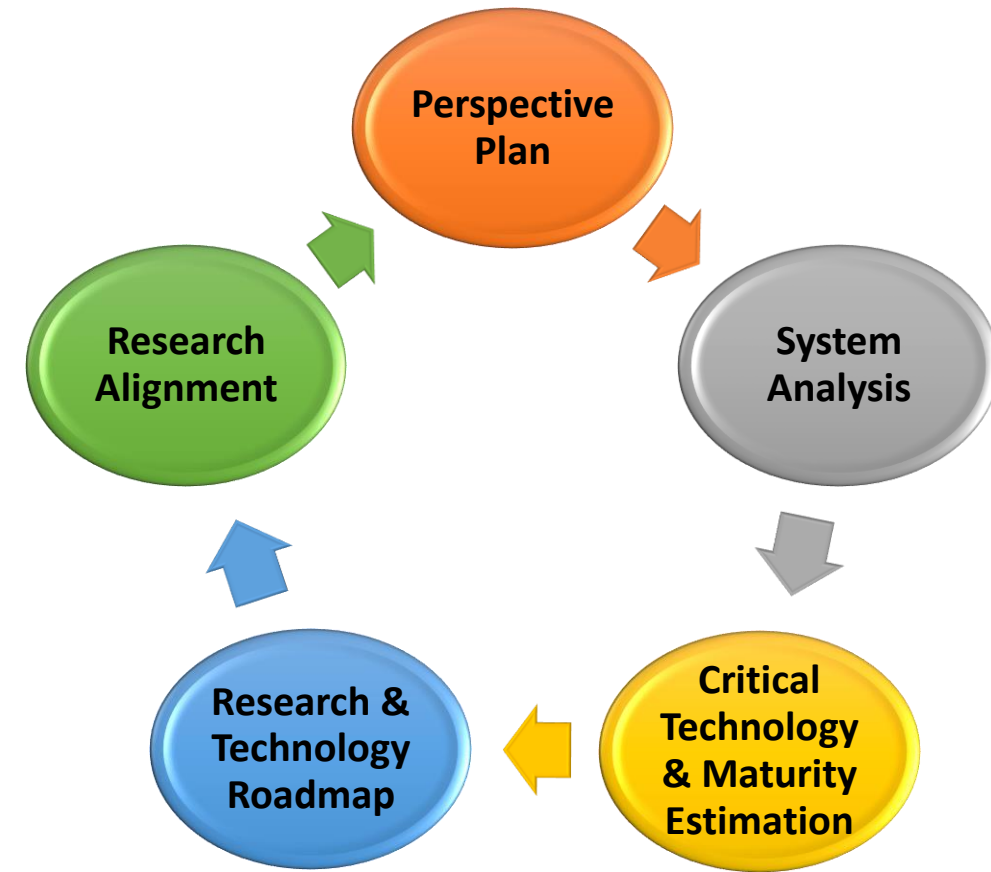 Perspective
Plan
System
Analysis
Critical
Technology
& Maturity
Estimation
Research &
Technology
Roadmap
Research
Alignment